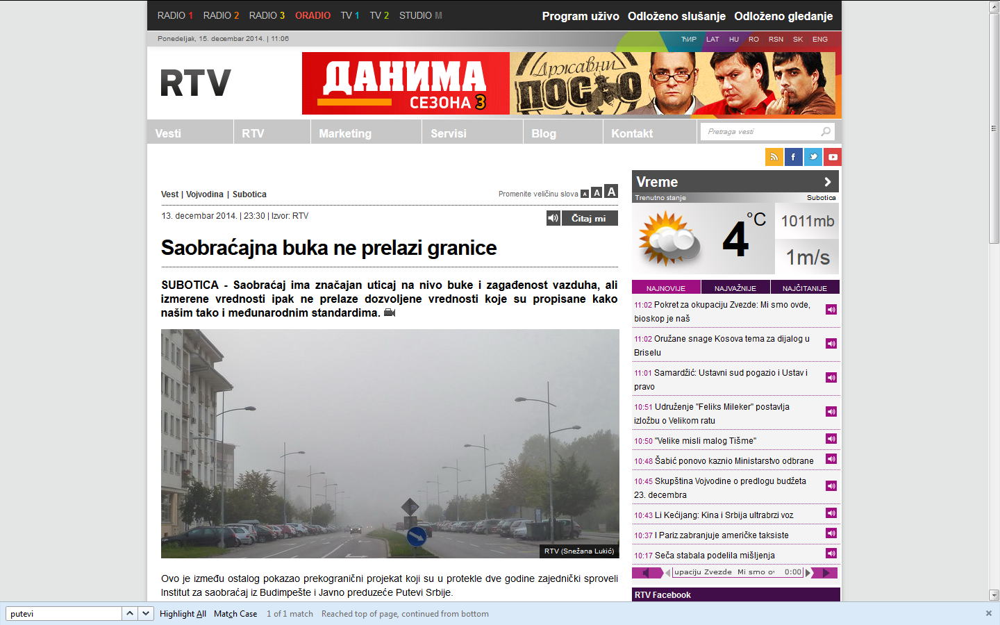 RADIO 1 RADIO 2 RADIO 3 ORADIO TV 1 TV 2 STUDIO M Program uživo Odloženo slušanje Odloženo gledanje
Ponedeljak, 15. decembar 2014. | 11:06 ЋИР LAT HU RO RSN SK ENG
RTV
ДАНИМА
СЕЗОНА 3
Државни
ПОСАО
Vesti RTV Marketing Servisi Blog Kontakt Pretraga vesti
Vest | Vojvodina | Subotica Promenite veličinu slova A A A
13. decembar 2014. | 23:30 | Izvor: RTV Čitaj mi
Saobraćajna buka ne prelazi granice
SUBOTICA - Saobraćaj ima značajan uticaj na nivo buke i zagađenost vazduha, ali
izmerene vrednosti ipak ne prelaze dozvoljene vrednosti koje su propisane kako
našim tako i međunarodnim standardima.
RTV (Snežana Lukić)
Ovo je između ostalog pokazao prekogranični projekat koji su u protekle dve godine zajednički sproveli
Institut za saobraćaj iz Budimpešte i Javno preduzeće Putevi Srbije.
Vreme
Trenutno stanje Subotica
4°C 1011mb
1m/s
NAJNOVIJE NAJVAŽNIJE NAJČITANIJE
11:02 Pokret za okupaciju Zvezde: Mi smo ovde,
bioskop je naš
11:02 Oružane snage Kosova tema za dijalog u
Briselu
11:01 Samardžić: Ustavni sud pogazio i Ustav i
pravo
10:51 Udruženje "Feliks Mileker" postavlja
izložbu o Velikom ratu
10:50 "Velike misli malog Tišme"
10:48 Šabić ponovo kaznio Ministarstvo odbrane
10:45 Skupština Vojvodine o predlogu budžeta
23. decembra
10:43 Li Kećijang: Kina i Srbija ultrabrzi voz
10:37 I Pariz zabranjuje američke taksiste
10:17 Seča stabala podelila mišljenja
upaciju Zvezde Mi smo ov 0:00
RTV Facebook
putevi Highlight All Match Case 1 of 1 match Reached top of page, continued from bottom